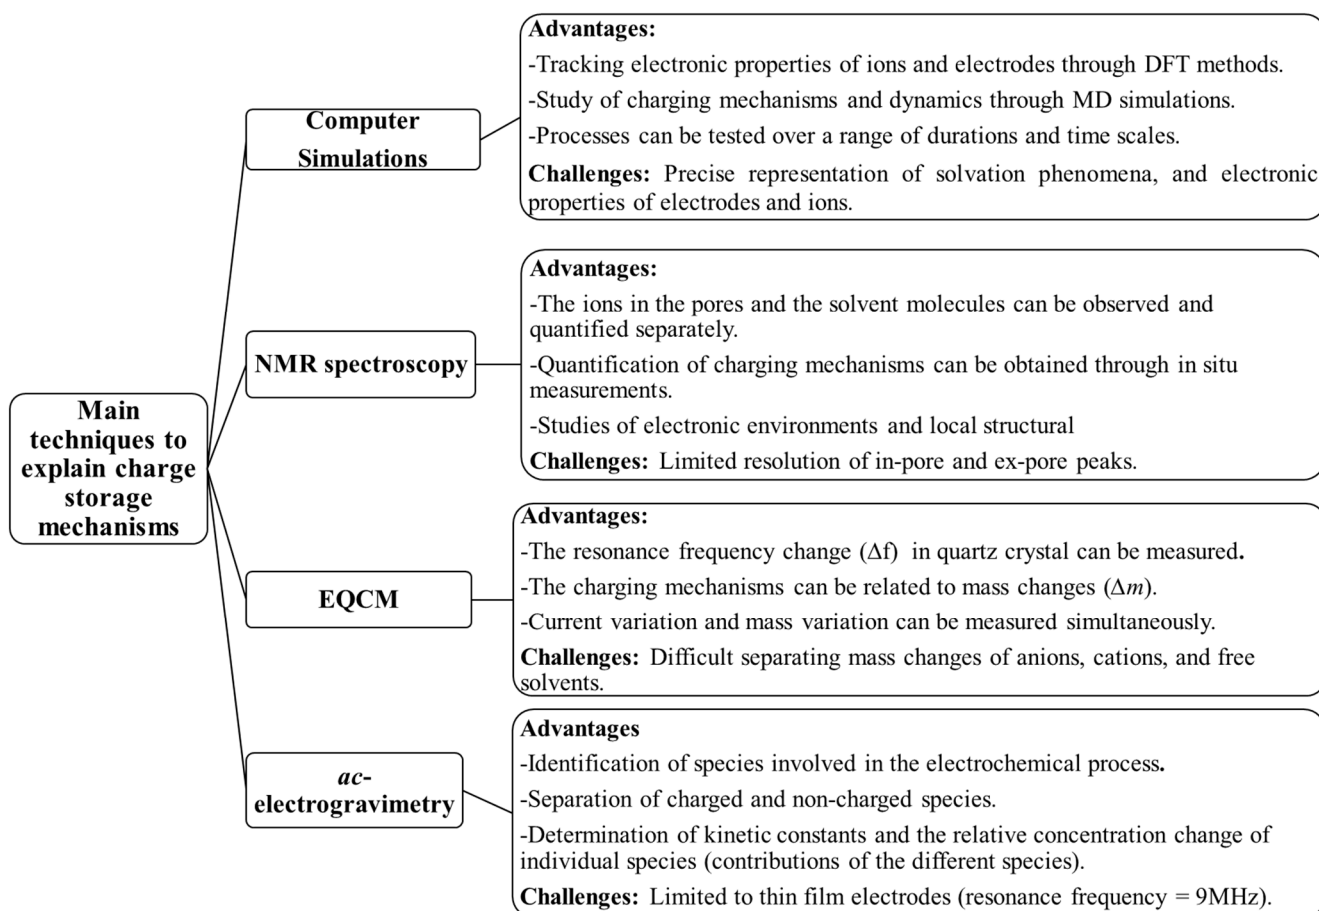 Main
techniques to
explain charge
storage
mechanisms
Computer
Simulations
Advantages:
-Tracking electronic properties of ions and electrodes through DFT methods.
-Study of charging mechanisms and dynamics through MD simulations.
-Processes can be tested over a range of durations and time scales.
Challenges: Precise representation of solvation phenomena, and electronic
properties of electrodes and ions.
NMR spectroscopy
Advantages:
-The ions in the pores and the solvent molecules can be observed and
quantified separately.
-Quantification of charging mechanisms can be obtained through in situ
measurements.
-Studies of electronic environments and local structural
Challenges: Limited resolution of in-pore and ex-pore peaks.
EQCM
Advantages:
-The resonance frequency change (Δf) in quartz crystal can be measured.
-The charging mechanisms can be related to mass changes (Δm).
-Current variation and mass variation can be measured simultaneously.
Challenges: Difficult separating mass changes of anions, cations, and free
solvents.
ac-
electrogravimetry
Advantages
-Identification of species involved in the electrochemical process.
-Separation of charged and non-charged species.
-Determination of kinetic constants and the relative concentration change of
individual species (contributions of the different species).
Challenges: Limited to thin film electrodes (resonance frequency = 9MHz).